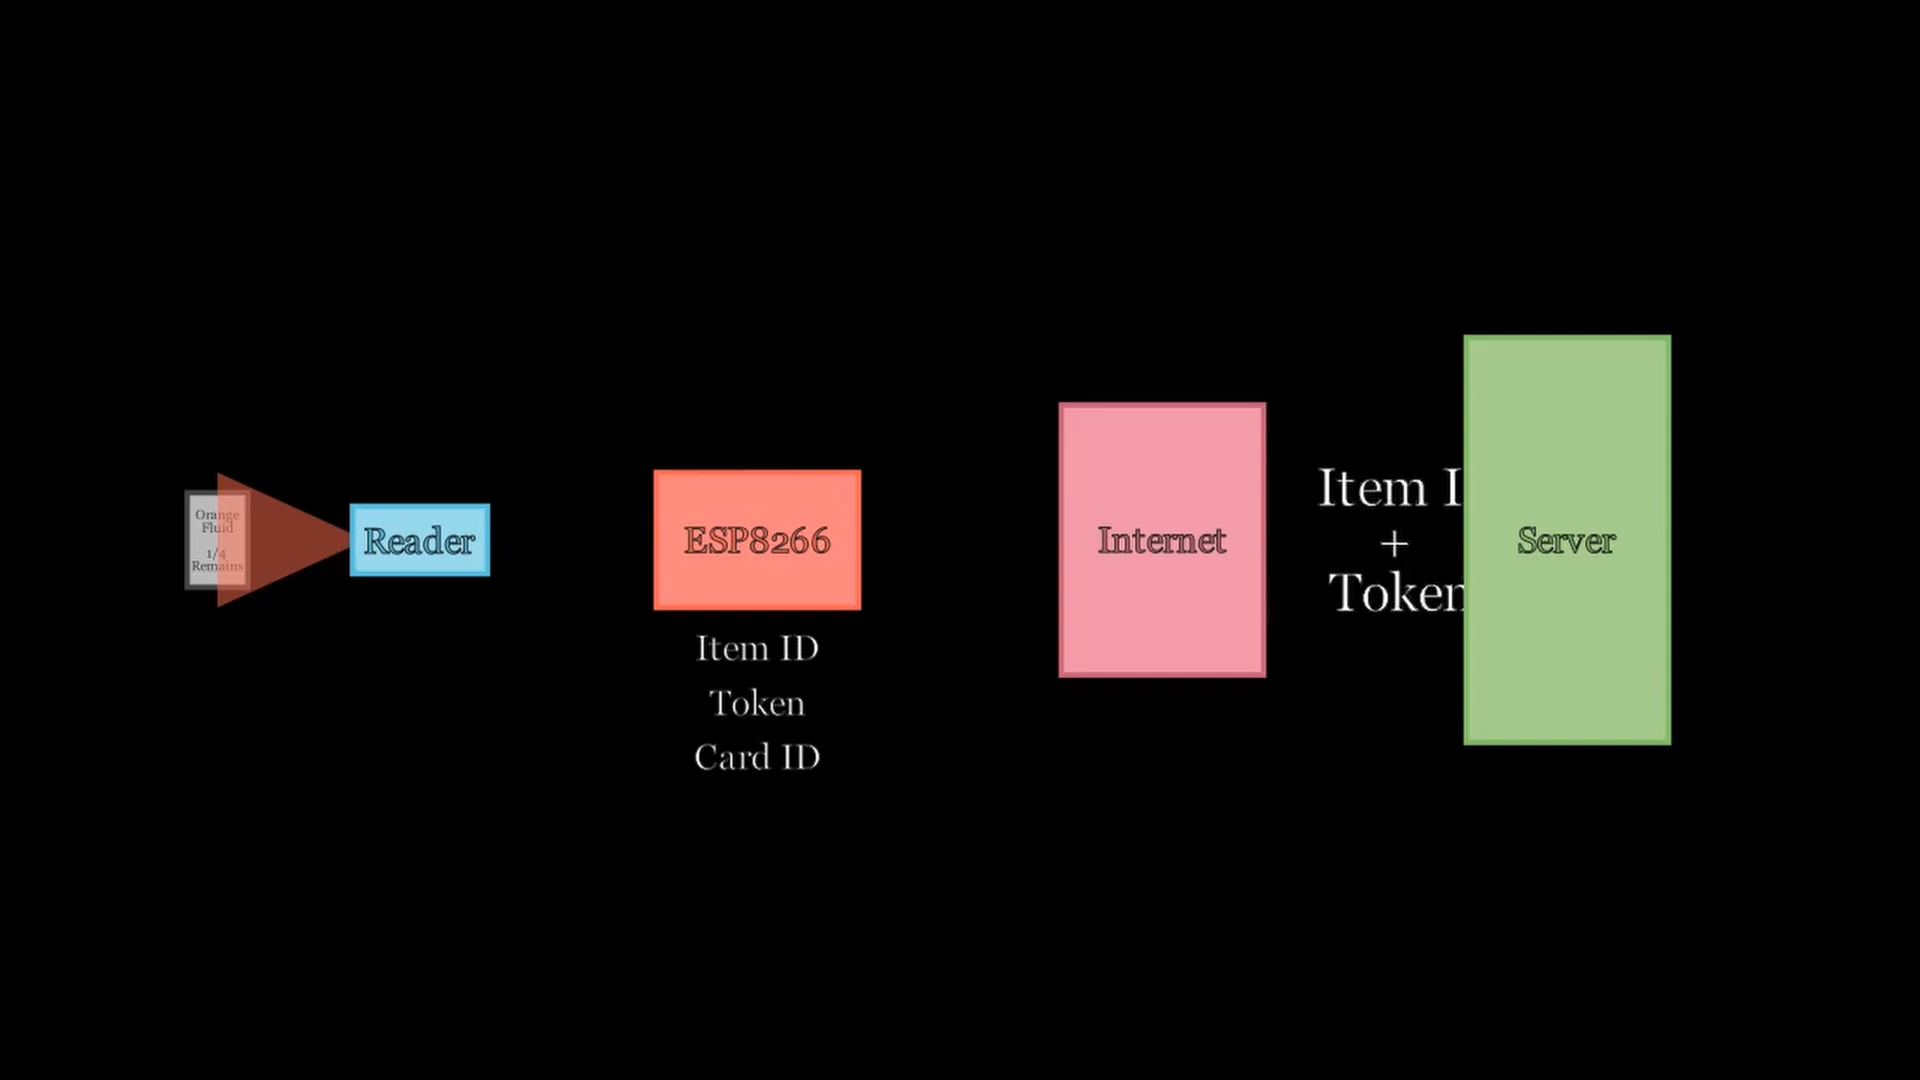 Orange
Fluid
1/4
Remains
Reader
ESP8266
Item ID
Token
Card ID
Internet
Item I
+
Token
Server